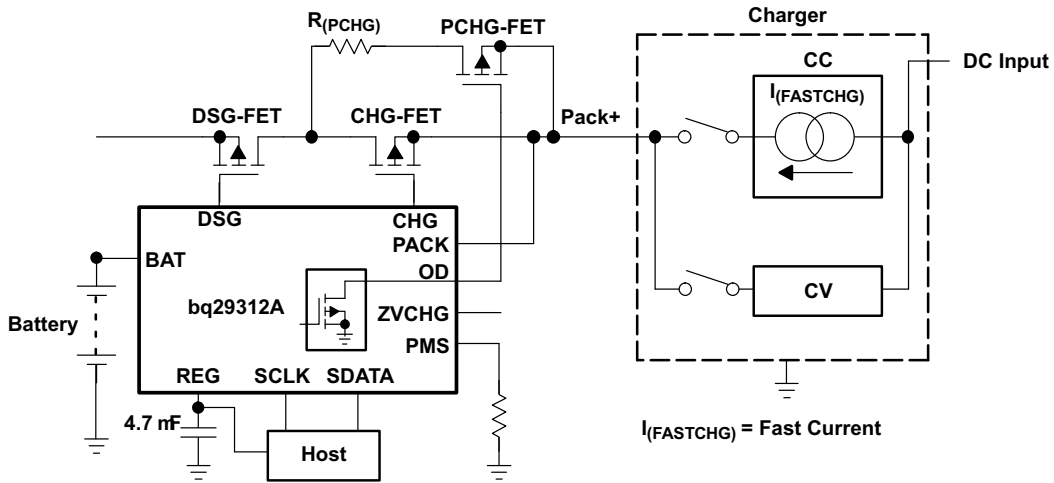 Charger
R(PCHG)
PCHG-FET
CC
DC Input
I(FASTCHG)
DSG-FET
CHG-FET
Pack+
DSG
CHG
PACK
BAT
OD
bq29312A
ZVCHG
CV
Battery
PMS
REG
SCLK
SDATA
4.7 mF
I(FASTCHG) = Fast Current
Host